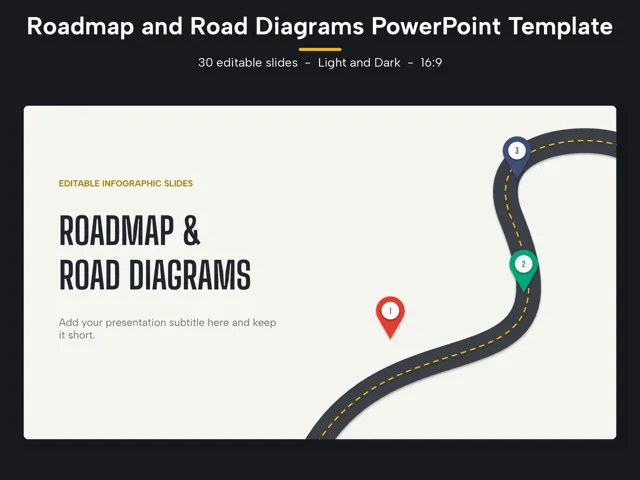 Roadmap and Road Diagrams PowerPoint Template
30 editable slides – Light and Dark – 16:9
EDITABLE INFOGRAPHIC SLIDES
ROADMAP &
ROAD DIAGRAMS
Add your presentation subtitle here and keep
it short.
3
2
1